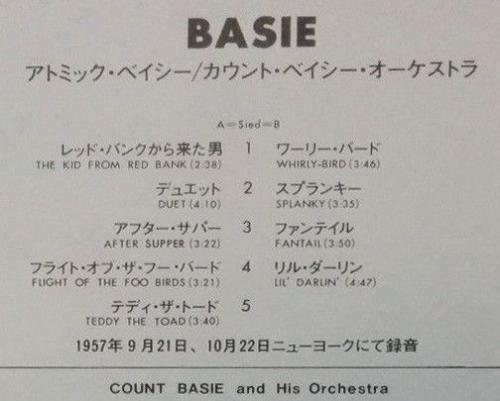 BASIE
アトミック・ベイシー/カウント・ベイシー・オーケストラ
A=Sied=B
レッド・バンクから来た男 1 ワーリー・バード
THE KID FROM RED BANK (2:38) WHIRLY-BIRD (3:46)
デュエット 2 スプランキー
DUET (4:10) SPLANKY (3:35)
アフター・サパー 3 ファンテイル
AFTER SUPPER (3:22) FANTAIL (3:50)
フライト・オブ・ザ・フー・バード 4 リル・ダーリン
FLIGHT OF THE FOO BIRDS (3:21) LIL' DARLIN' (4:47)
テディ・ザ・トード 5
TEDDY THE TOAD (3:40)
1957年9月21日、10月22日ニューヨークにて録音
COUNT BASIE and His Orchestra